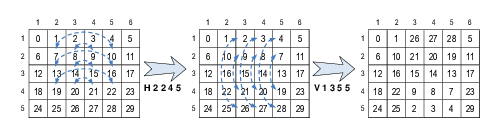 1 2 3 4 5 6
1 0 1 2 3 4 5
2 6 7 8 9 10 11
3 12 13 14 15 16 17
4 18 19 20 21 22 23
5 24 25 26 27 28 29
H 2 2 4 5
1 2 3 4 5 6
1 0 1 2 3 4 5
2 6 10 9 8 7 11
3 12 16 15 14 13 17
4 18 22 21 20 19 23
5 24 25 26 27 28 29
V 1 3 5 5
1 2 3 4 5 6
1 0 1 26 27 28 5
2 6 10 21 20 19 11
3 12 16 15 14 13 17
4 18 22 9 8 7 23
5 24 25 2 3 4 29